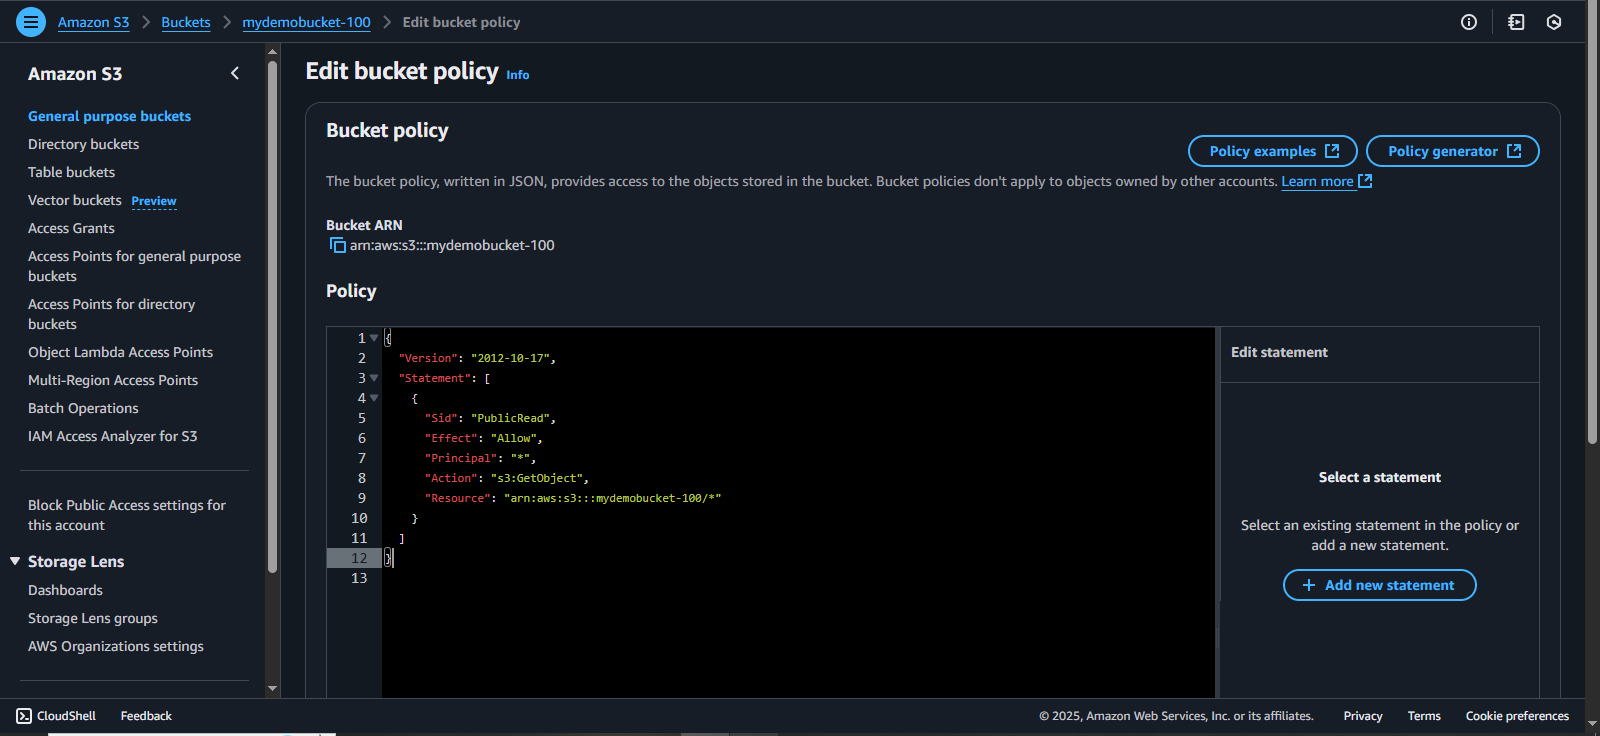 Amazon S3 > Buckets > mydemobucket-100 > Edit bucket policy
Amazon S3
General purpose buckets
Directory buckets
Table buckets
Vector buckets Preview
Access Grants
Access Points for general purpose
buckets
Access Points for directory
buckets
Object Lambda Access Points
Multi-Region Access Points
Batch Operations
IAM Access Analyzer for S3
Block Public Access settings for
this account
Storage Lens
Dashboards
Storage Lens groups
AWS Organizations settings
Edit bucket policy Info
Bucket policy
Policy examples
Policy generator
The bucket policy, written in JSON, provides access to the objects stored in the bucket. Bucket policies don't apply to objects owned by other accounts. Learn more
Bucket ARN
arn:aws:s3:::mydemobucket-100
Policy
1 {
2 "Version": "2012-10-17",
3 "Statement": [
4 {
5 "Sid": "PublicRead",
6 "Effect": "Allow",
7 "Principal": "*",
8 "Action": "s3:GetObject",
9 "Resource": "arn:aws:s3:::mydemobucket-100/*"
10 }
11 ]
12 }
13
Edit statement
Select a statement
Select an existing statement in the policy or
add a new statement.
+ Add new statement
CloudShell Feedback © 2025, Amazon Web Services, Inc. or its affiliates. Privacy Terms Cookie preferences